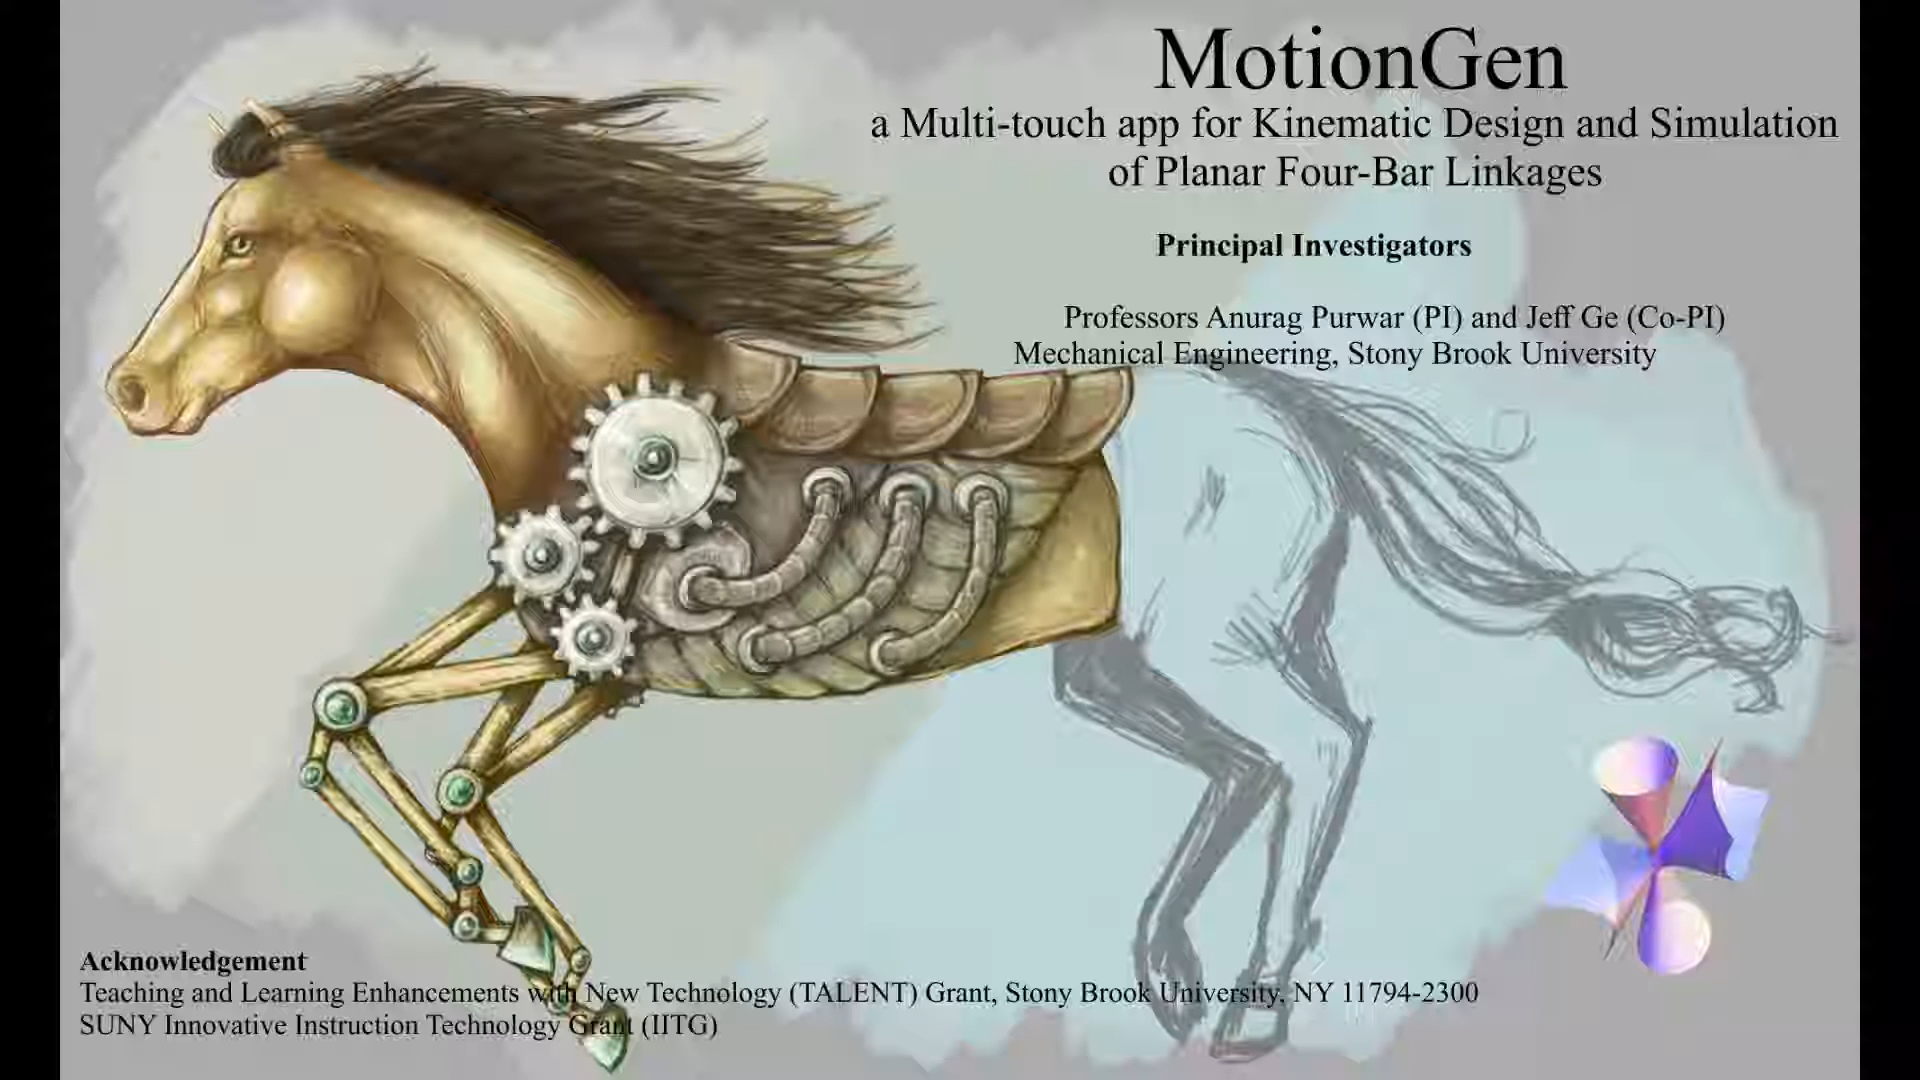 MotionGen
a Multi-touch app for Kinematic Design and Simulation
of Planar Four-Bar Linkages
Principal Investigators
Professors Anurag Purwar (PI) and Jeff Ge (Co-PI)
Mechanical Engineering, Stony Brook University
Acknowledgement
Teaching and Learning Enhancements with New Technology (TALENT) Grant, Stony Brook University, NY 11794-2300
SUNY Innovative Instruction Technology Grant (IITG)